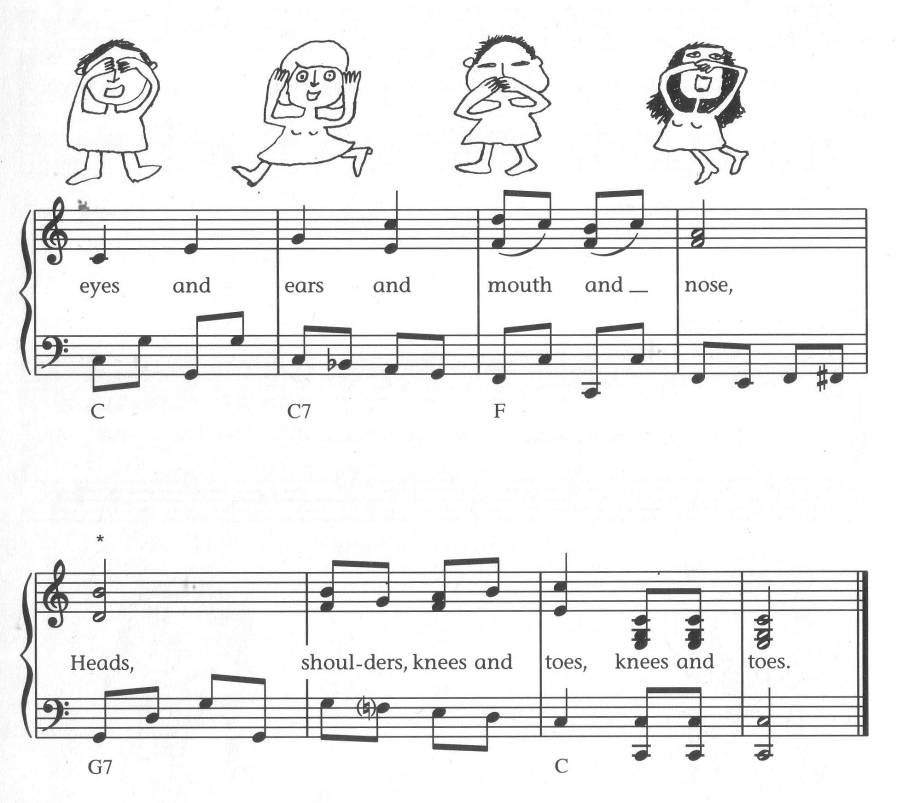 eyes and ears and mouth and _ nose,
C C7 F
*
Heads, shoul-ders, knees and toes, knees and toes.
G7 C